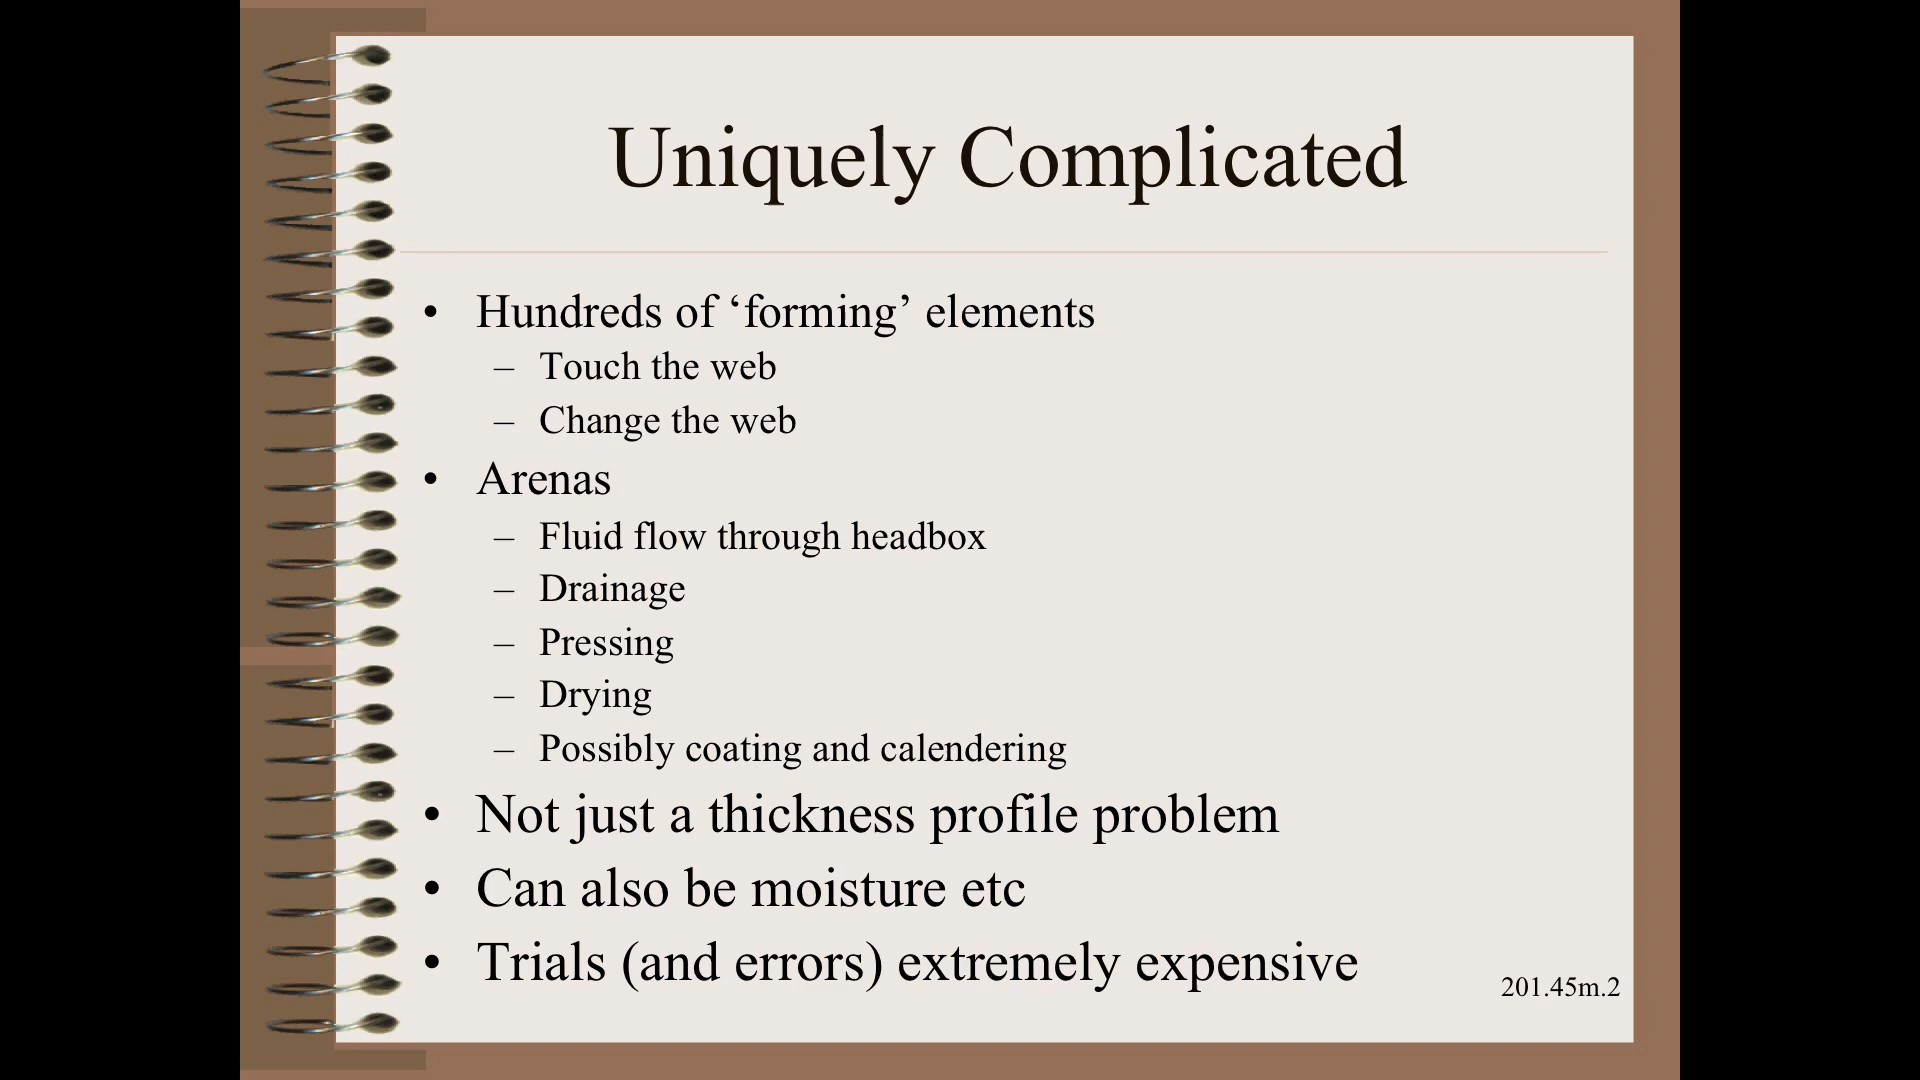 Uniquely Complicated
• Hundreds of ‘forming’ elements
– Touch the web
– Change the web
• Arenas
– Fluid flow through headbox
– Drainage
– Pressing
– Drying
– Possibly coating and calendering
• Not just a thickness profile problem
• Can also be moisture etc
• Trials (and errors) extremely expensive
201.45m.2